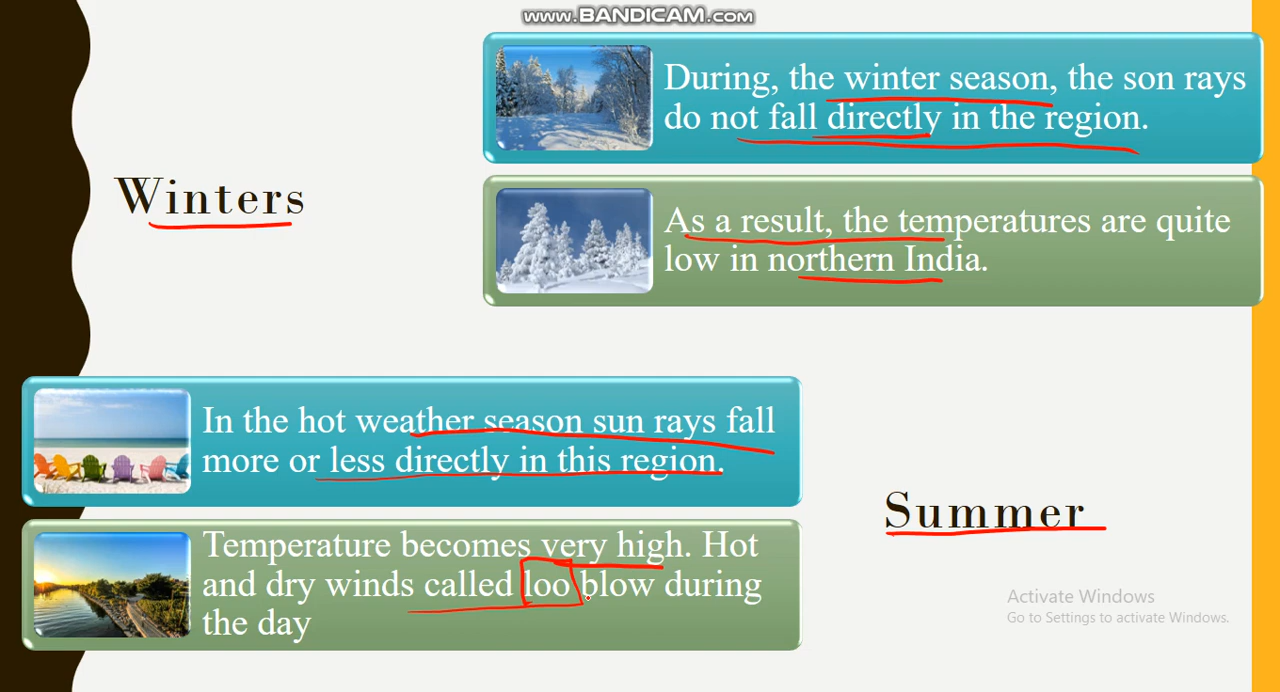 www.BANDICAM.com
During, the winter season, the son rays
do not fall directly in the region.
Winters
As a result, the temperatures are quite
low in northern India.
In the hot weather season sun rays fall
more or less directly in this region.
Summer
Temperature becomes very high. Hot
and dry winds called loo blow during
the day
Activate Windows
Go to Settings to activate Windows.